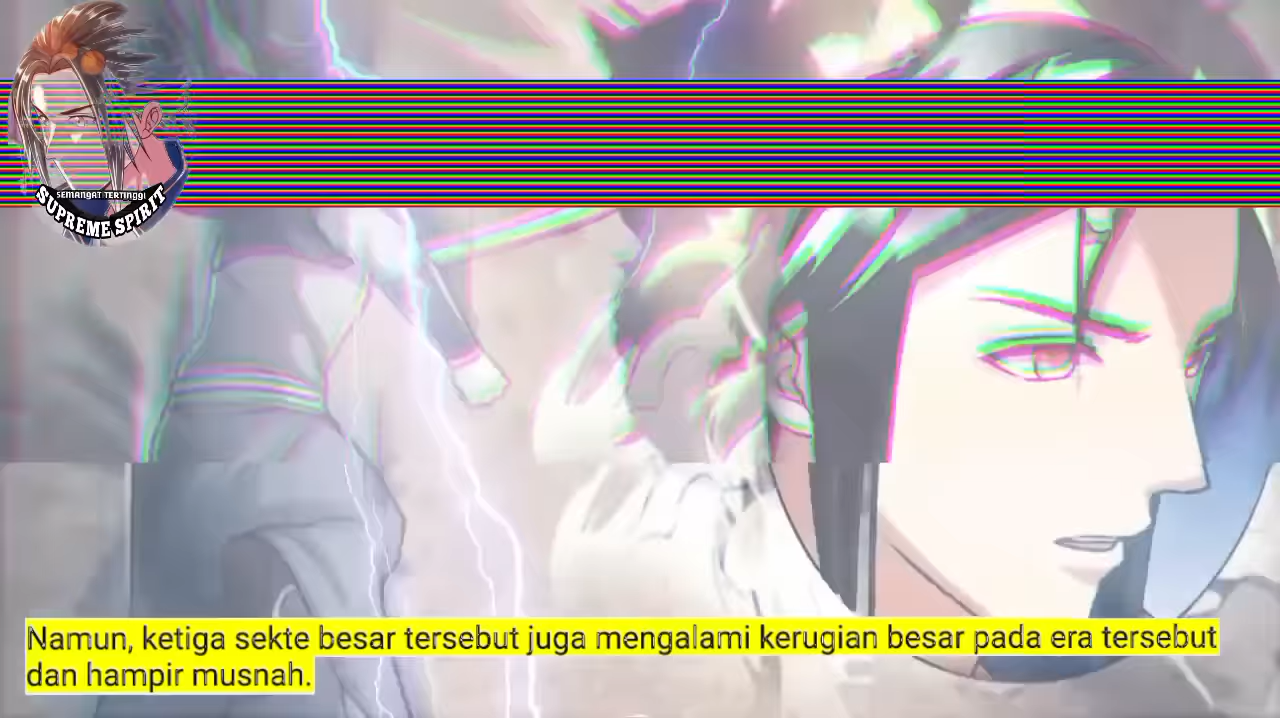 SEMANGAT TERTINGGI
SUPREME SPIRIT
Namun, ketiga sekte besar tersebut juga mengalami kerugian besar pada era tersebut
dan hampir musnah.